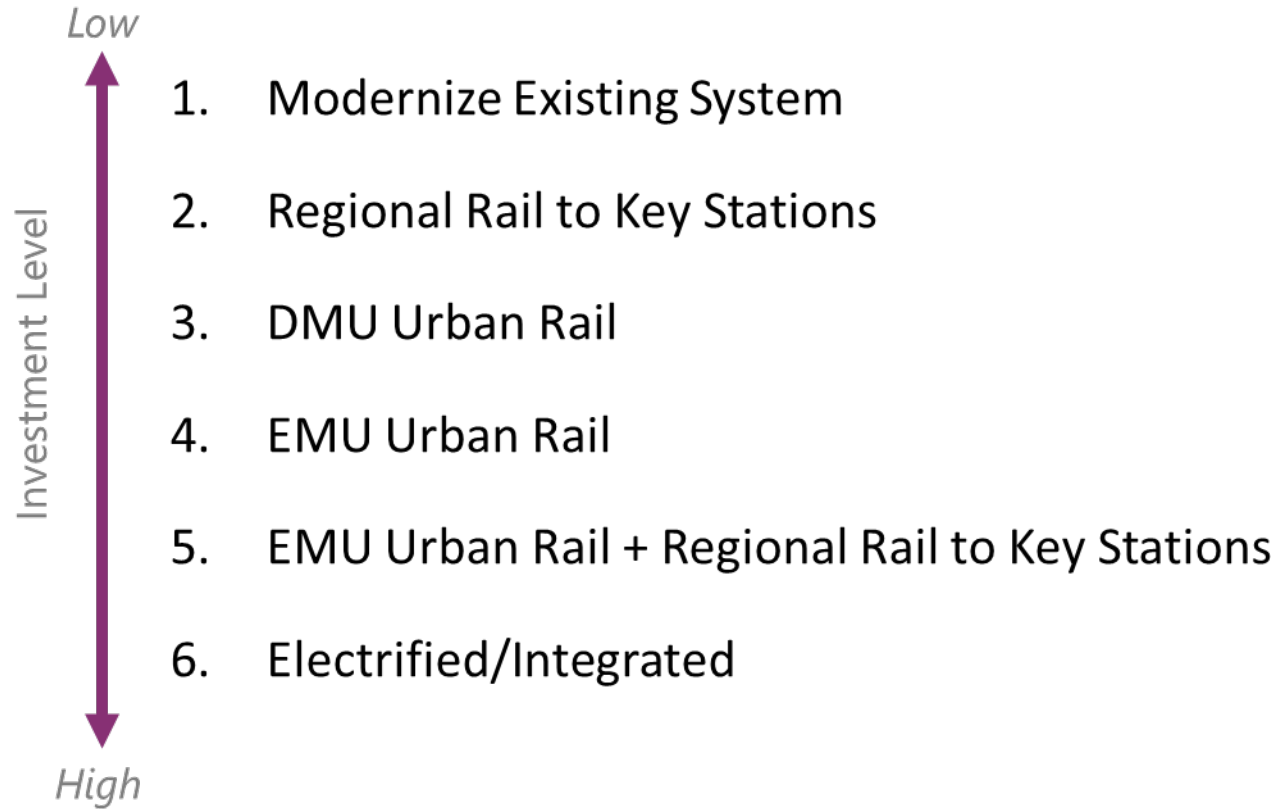 Low
Investment Level
1. Modernize Existing System
2. Regional Rail to Key Stations
3. DMU Urban Rail
4. EMU Urban Rail
5. EMU Urban Rail + Regional Rail to Key Stations
6. Electrified/Integrated
High